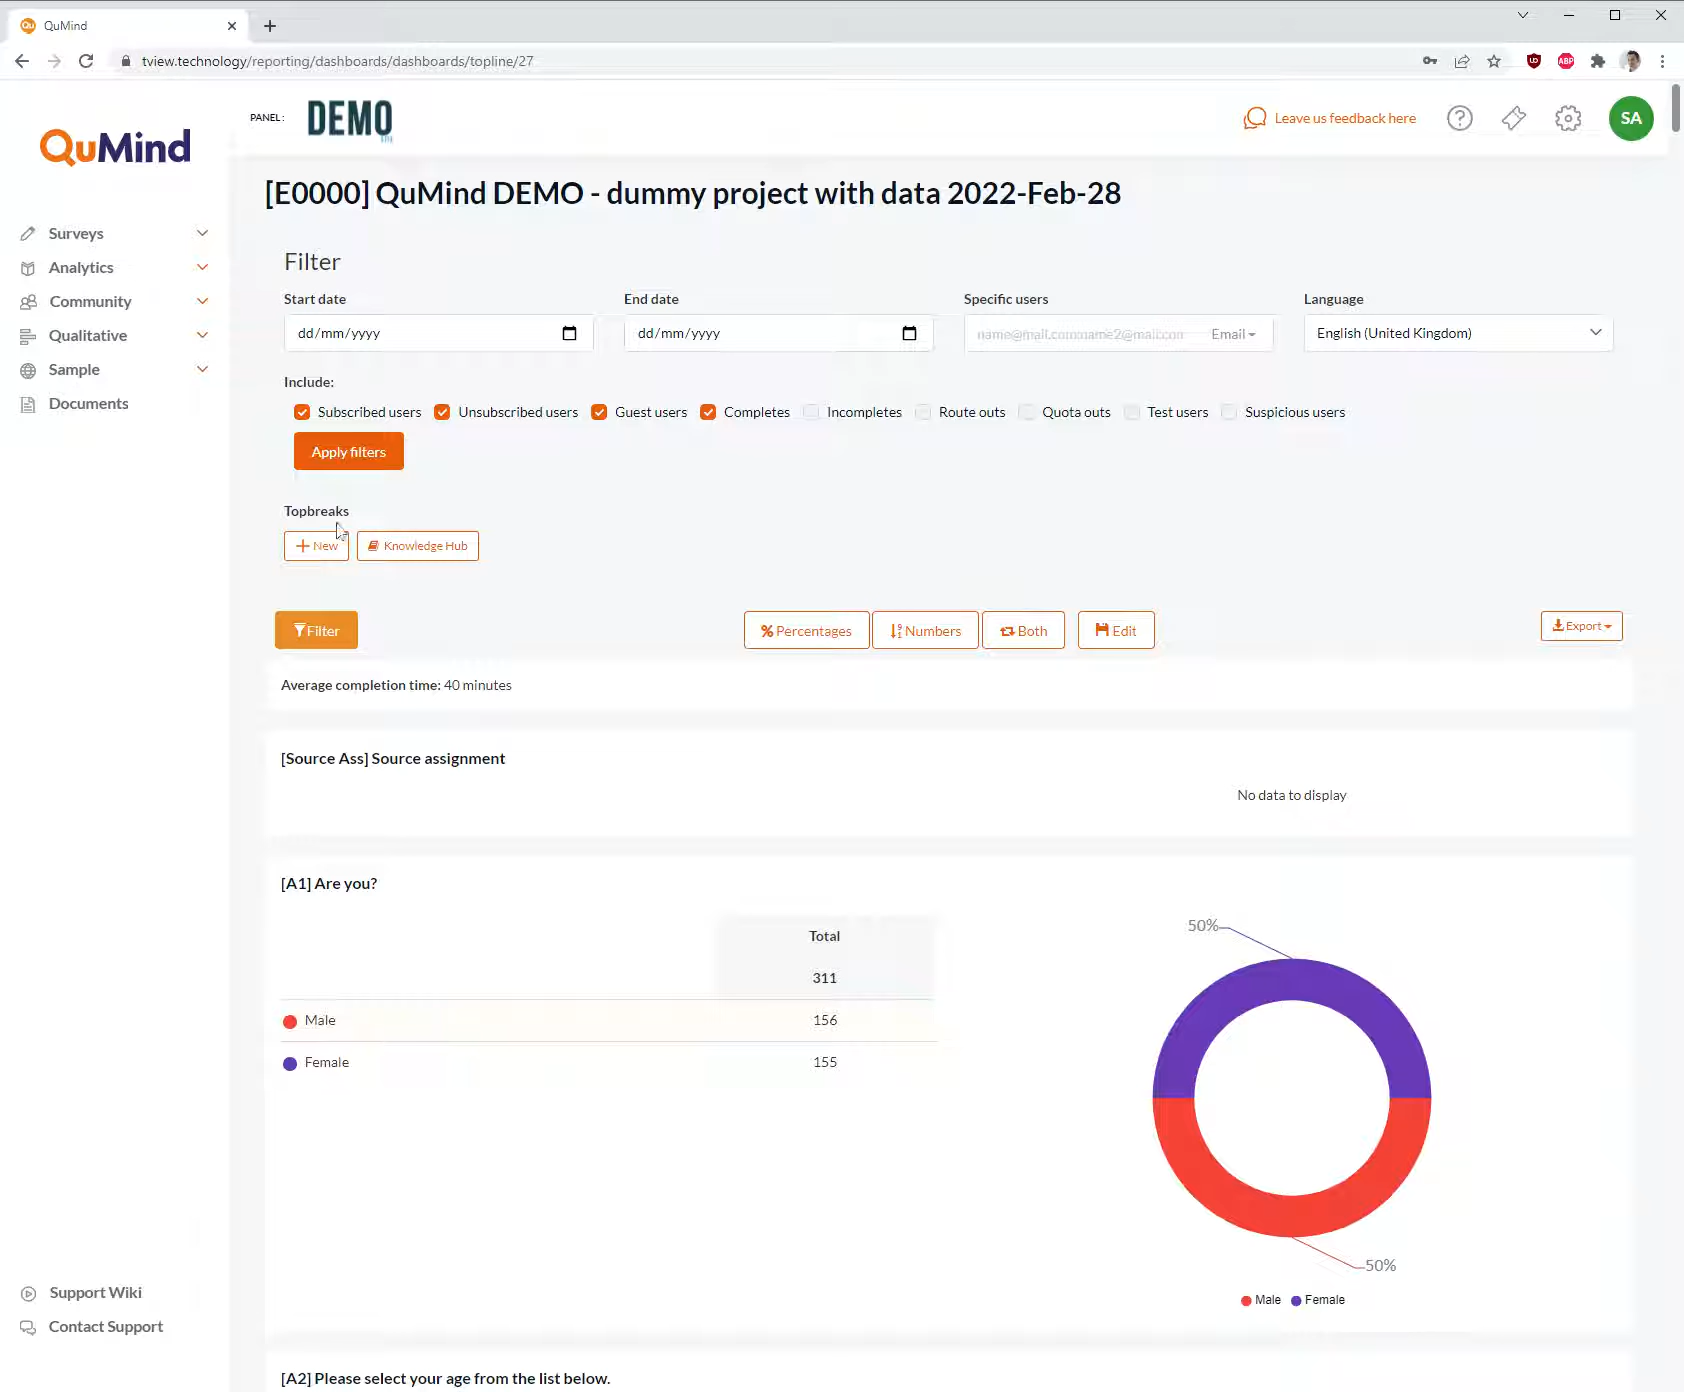 QuMind
tview.technology/reporting/dashboards/dashboards/topline/27
ABP
QuMind
PANEL:
DEMO
Leave us feedback here
SA
[E0000] QuMind DEMO - dummy project with data 2022-Feb-28
Surveys
Analytics
Community
Qualitative
Sample
Documents
Filter
Start date
End date
Specific users
Language
dd/mm/yyyy
dd/mm/yyyy
Email
English (United Kingdom)
Include:
Subscribed users
Unsubscribed users
Guest users
Completes
Incompletes
Route outs
Quota outs
Test users
Suspicious users
Apply filters
Topbreaks
+ New
Knowledge Hub
Filter
% Percentages
Numbers
Both
Edit
Export
Average completion time: 40 minutes
[Source Ass] Source assignment
No data to display
[A1] Are you?
Total
311
Male 156
Female 155
50%
50%
Male Female
Support Wiki
Contact Support
[A2] Please select your age from the list below.